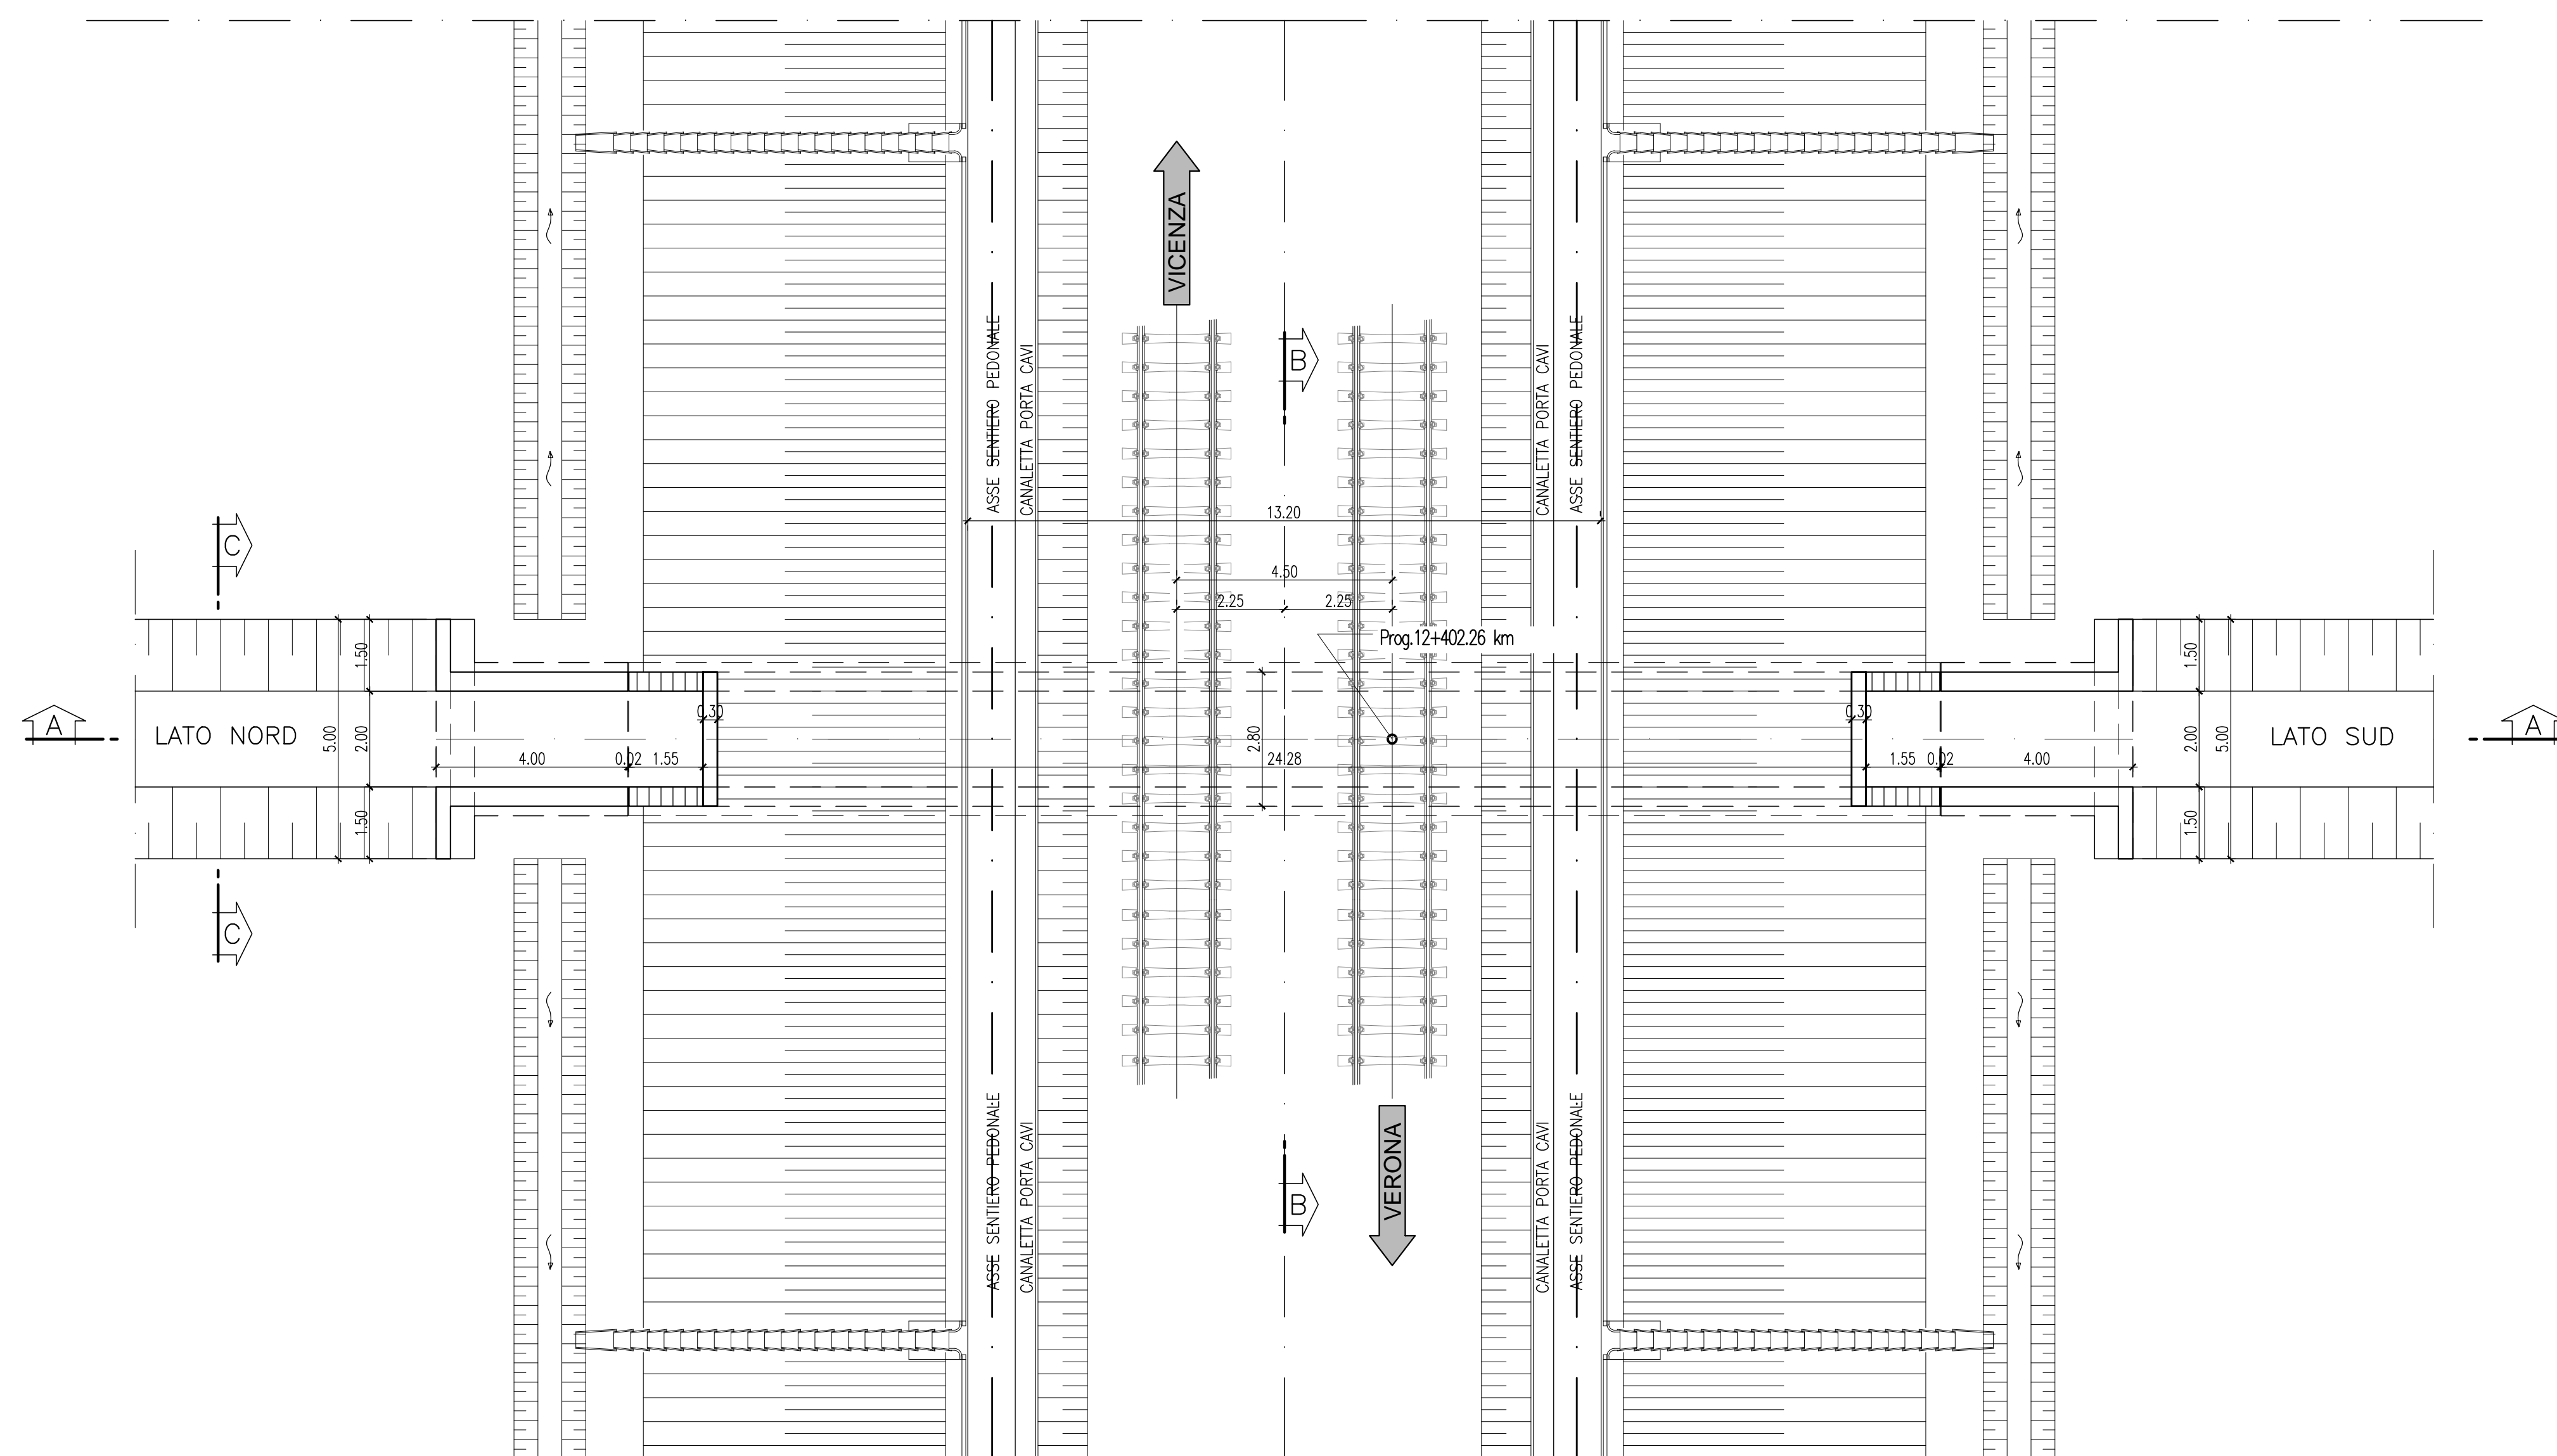 VICENZA
ASSE SENTIERO PEDONALE
CANALETTA PORTA CAVI
B
CANALETTA PORTA CAVI
ASSE SENTIERO PEDONALE
C
13.20
4.50
2.25
2.25
Prog.12+402.26 km
1.50
1.50
A
LATO NORD
5.00
2.00
0.30
2.80
0.30
2.00
5.00
LATO SUD
A
4.00
0.02
1.55
24.28
1.55
0.02
4.00
1.50
1.50
C
ASSE SENTIERO PEDONALE
CANALETTA PORTA CAVI
B
VERONA
CANALETTA PORTA CAVI
ASSE SENTIERO PEDONALE